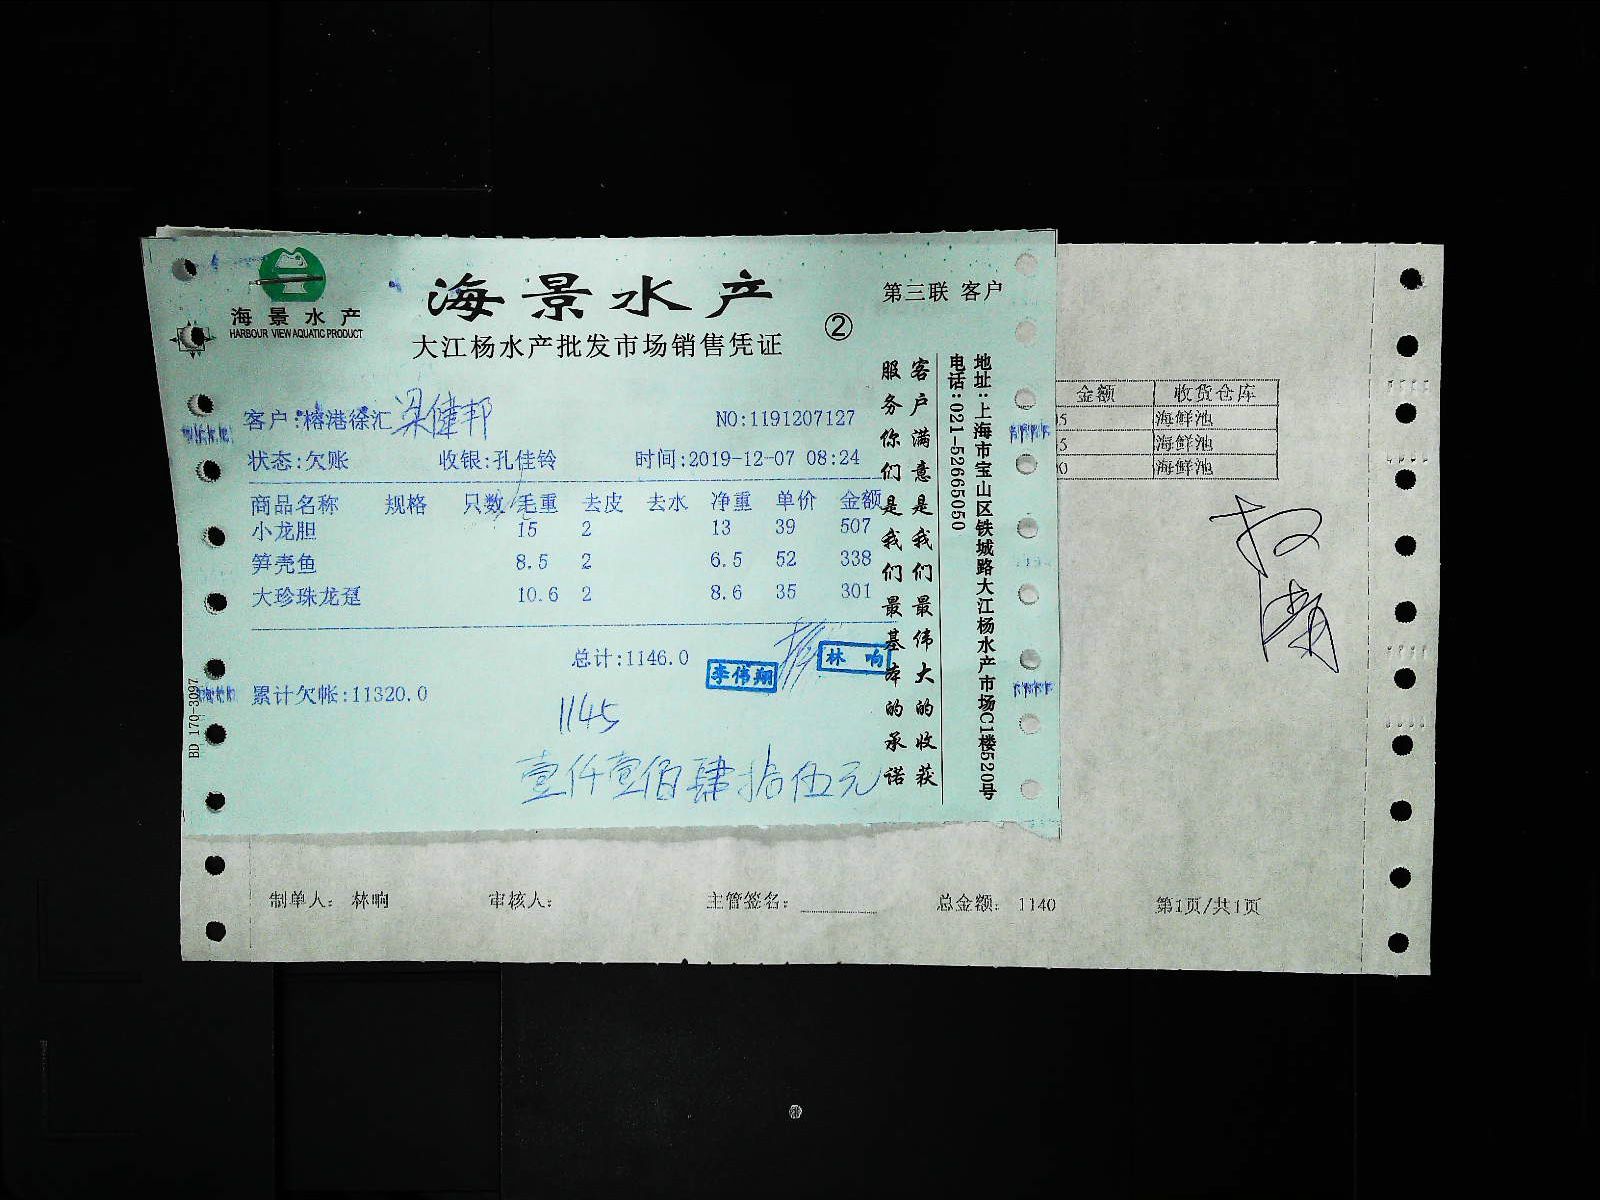 海景水产
HARBOUR VIEW AQUATIC PRODUCT
海景水产
大江杨水产批发市场销售凭证
②
第三联 客户
客户:榕港徐汇 梁健邦
NO:1191207127
状态:欠账 收银:孔佳铃 时间:2019-12-07 08:24
商品名称 规格 只数 毛重 去皮 去水 净重 单价 金额
小龙胆 15 2 13 39 507
笋壳鱼 8.5 2 6.5 52 338
大珍珠龙趸 10.6 2 8.6 35 301
总计:1146.0
李伟翔
林响
累计欠帐:11320.0
1145
壹仟壹佰肆拾伍元
BD 170-3097
客户满意是我们最伟大的收获
服务你们是我们最基本的承诺
地址:上海市宝山区铁城路大江杨水产市场C1楼520号
电话:021-52665050
金额 收货仓库
5 海鲜池
5 海鲜池
0 海鲜池
制单人: 林响 审核人: 主管签名: 总金额: 1140 第1页/共1页